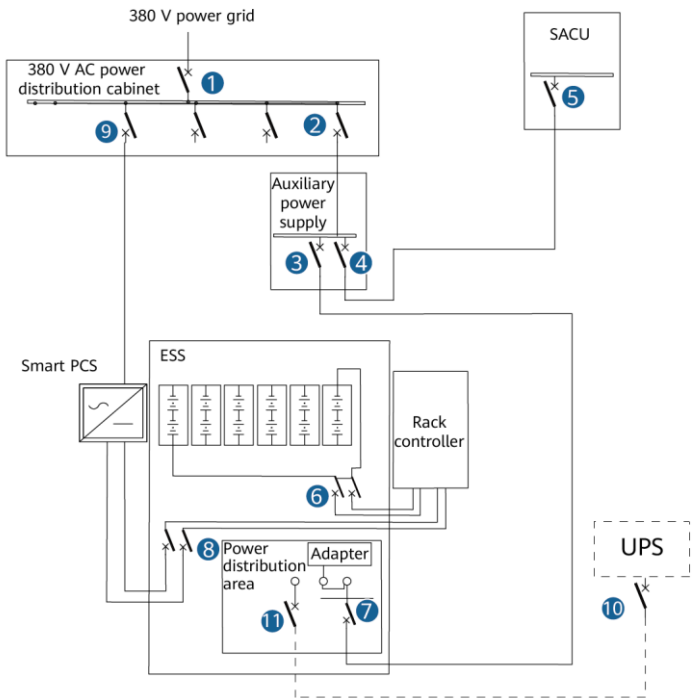 380 V power grid
SACU
380 V AC power
distribution cabinet
1
5
9
2
Auxiliary
power
supply
3
4
Smart PCS
ESS
Rack
controller
6
8
Power
distribution
area
Adapter
UPS
7
11
10